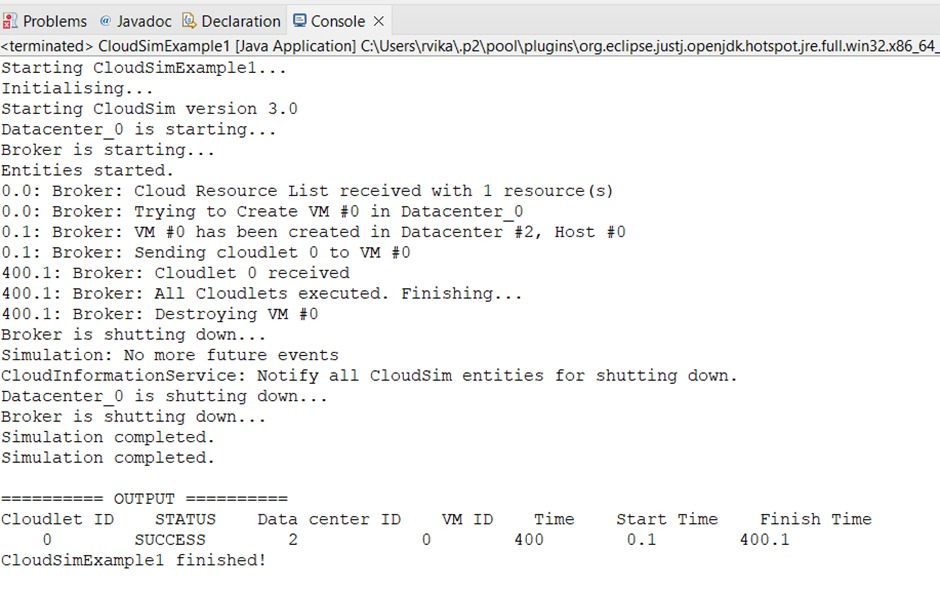 Problems @ Javadoc Declaration Console ×
<terminated> CloudSimExample1 [Java Application] C:\Users\rvika\.p2\pool\plugins\org.eclipse.justj.openjdk.hotspot.jre.full.win32.x86_64_
Starting CloudSimExample1...
Initialising...
Starting CloudSim version 3.0
Datacenter_0 is starting...
Broker is starting...
Entities started.
0.0: Broker: Cloud Resource List received with 1 resource(s)
0.0: Broker: Trying to Create VM #0 in Datacenter_0
0.1: Broker: VM #0 has been created in Datacenter #2, Host #0
0.1: Broker: Sending cloudlet 0 to VM #0
400.1: Broker: Cloudlet 0 received
400.1: Broker: All Cloudlets executed. Finishing...
400.1: Broker: Destroying VM #0
Broker is shutting down...
Simulation: No more future events
CloudInformationService: Notify all CloudSim entities for shutting down.
Datacenter_0 is shutting down...
Broker is shutting down...
Simulation completed.
Simulation completed.
========== OUTPUT ==========
Cloudlet ID    STATUS    Data center ID    VM ID    Time    Start Time    Finish Time
0    SUCCESS    2    0    400    0.1    400.1
CloudSimExample1 finished!